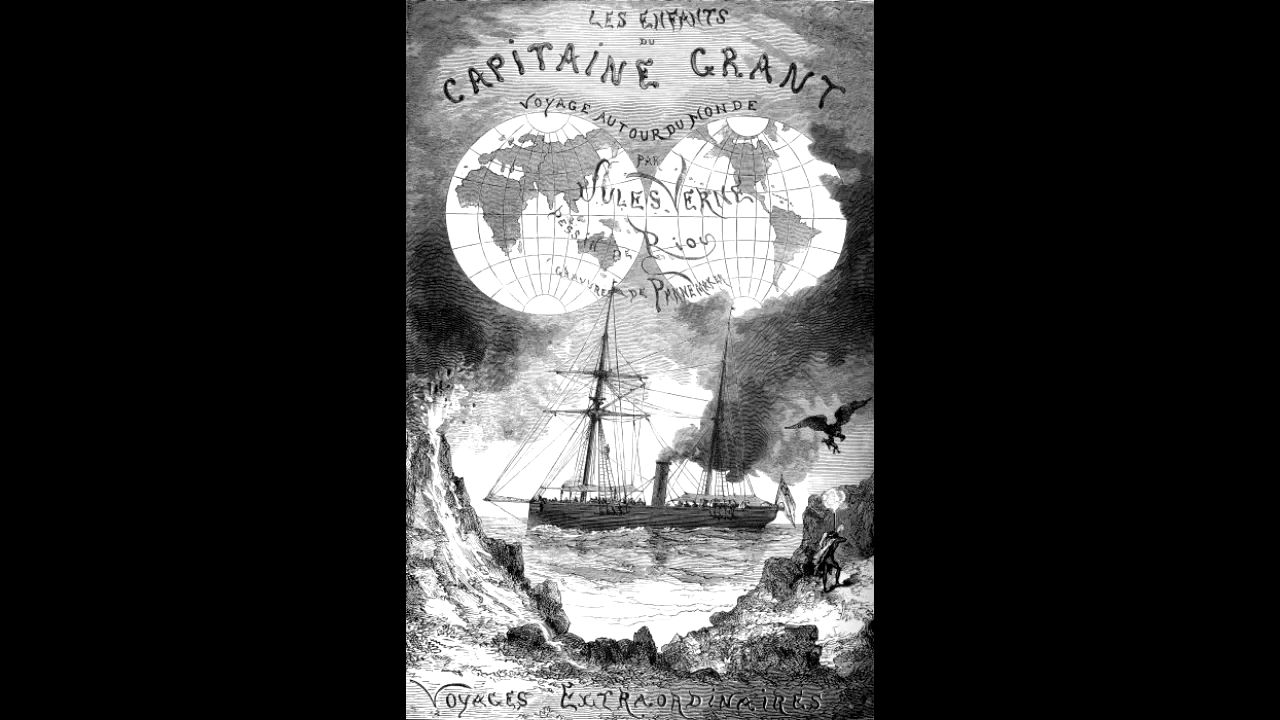 LES ENFANTS
DU
CAPITAINE GRANT
VOYAGE AUTOUR DU MONDE
PAR
JULES VERNE
DESSIN DE RIOU
GRAVURES DE PANNEMAKER
VOYAGES EXTRAORDINAIRES